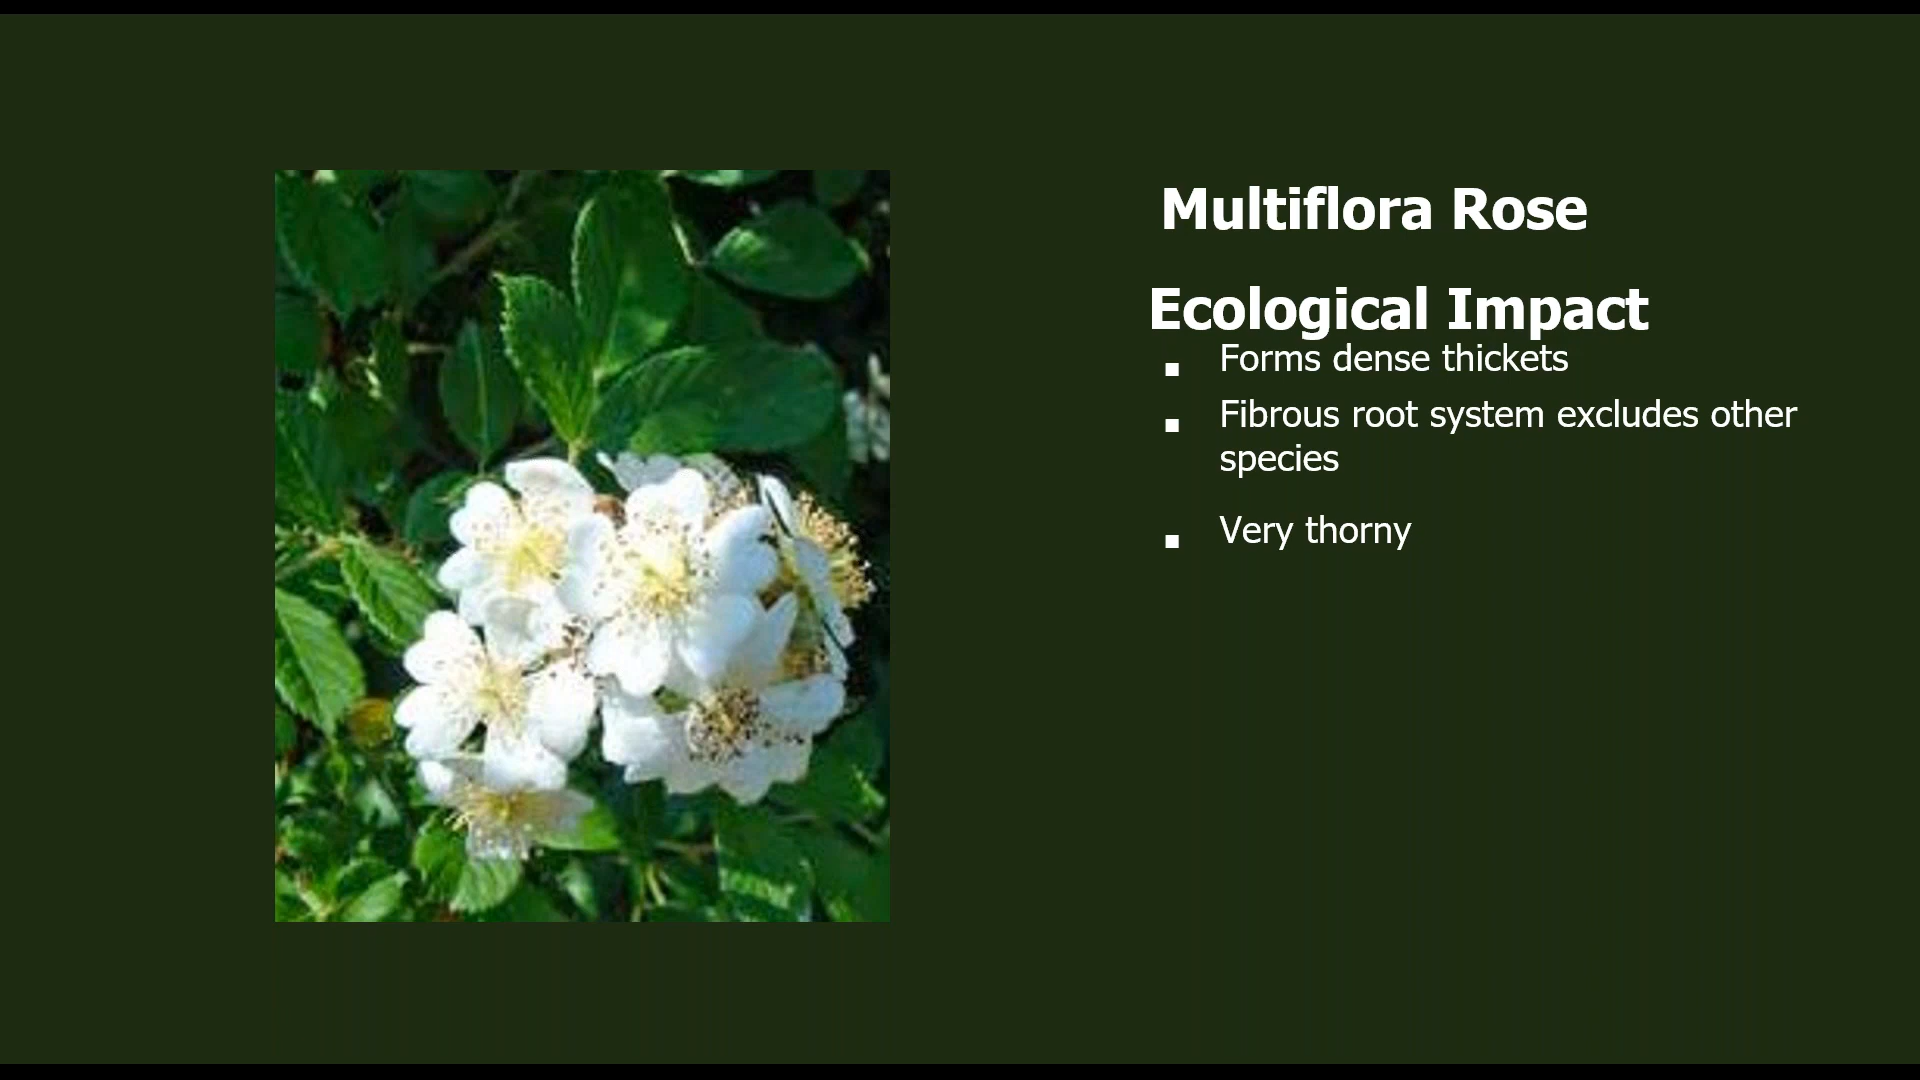 Multiflora Rose
Ecological Impact
▪ Forms dense thickets
▪ Fibrous root system excludes other
species
▪ Very thorny